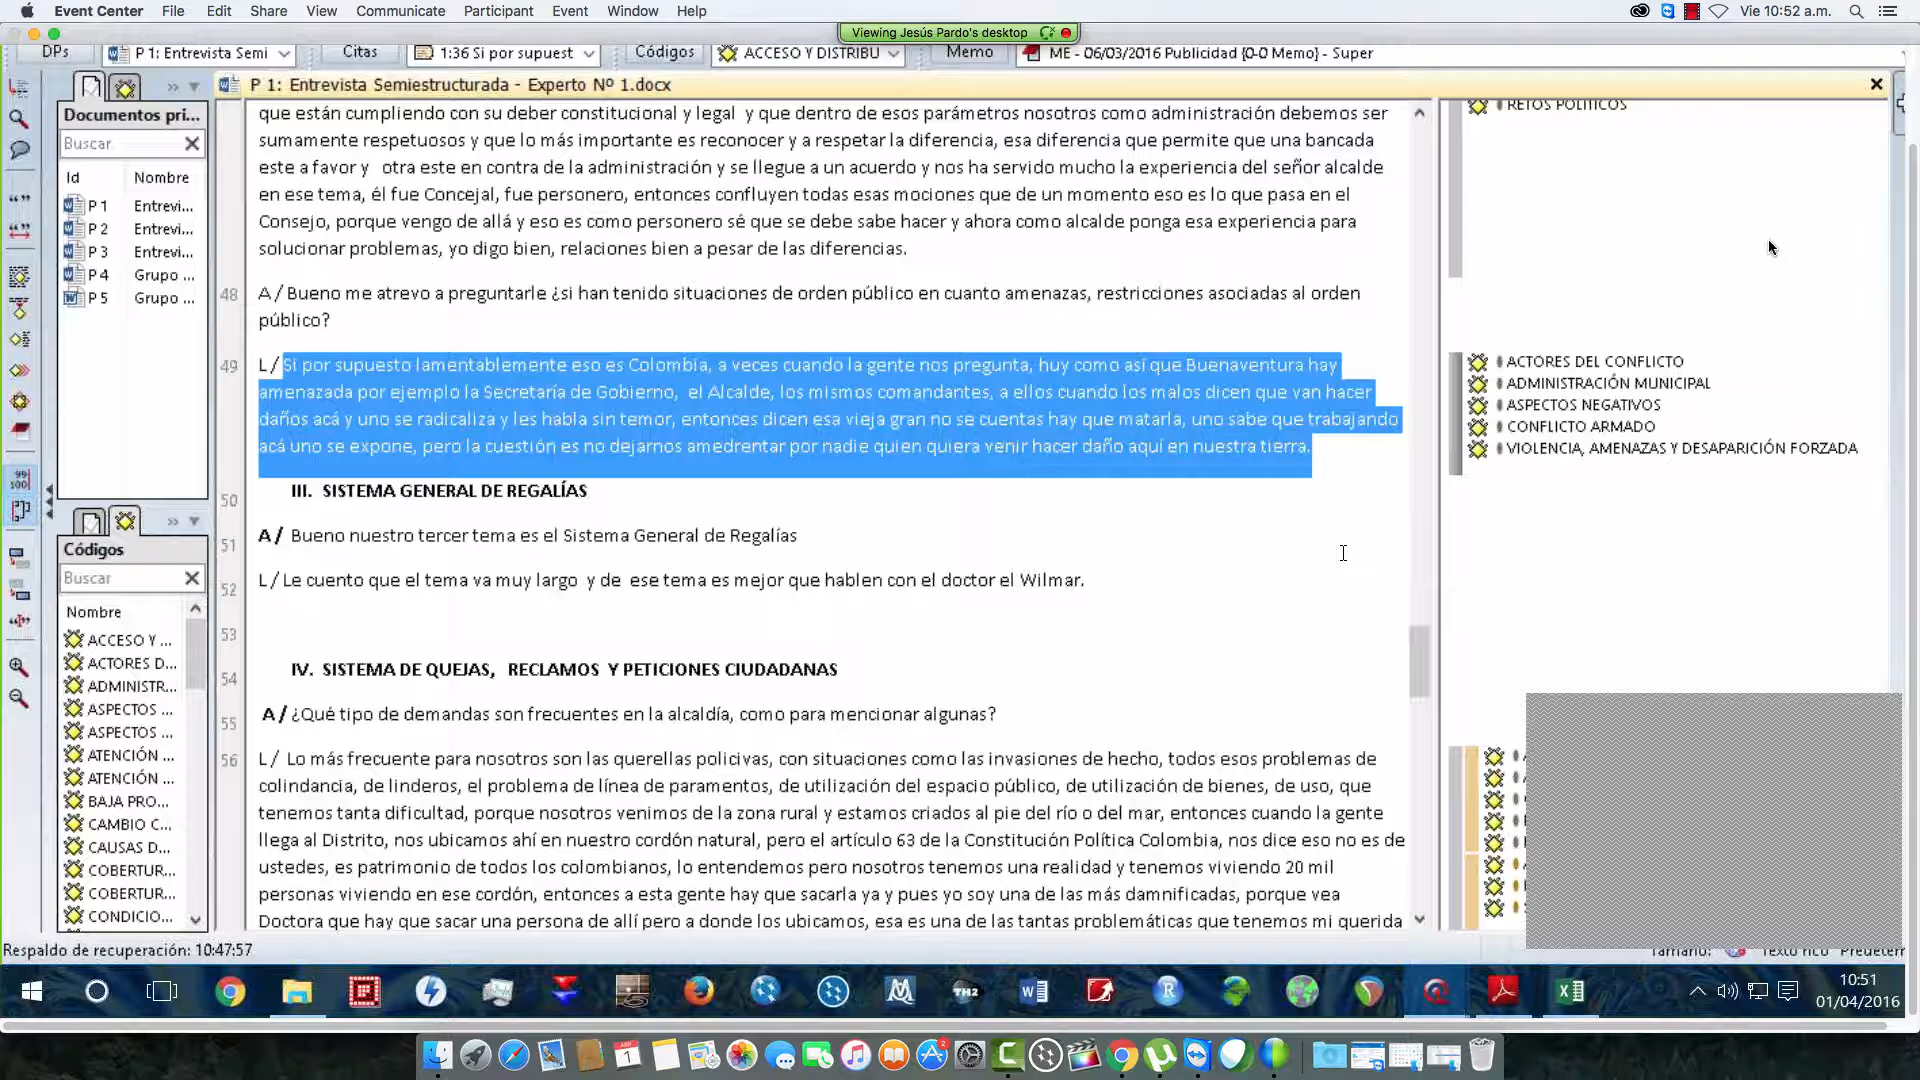 Event Center File Edit Share View Communicate Participant Event Window Help
Vie 10:52 a.m.
Viewing Jesús Pardo's desktop
DPs P 1: Entrevista Semi Citas 1:36 Si por supuest Códigos ACCESO Y DISTRIBU Memo ME - 06/03/2016 Publicidad {0-0 Memo} - Super
P 1: Entrevista Semiestructurada - Experto Nº 1.docx
Documentos pri...
Buscar
Id Nombre
P 1 Entrevi...
P 2 Entrevi...
P 3 Entrevi...
P 4 Grupo ...
P 5 Grupo ...
Códigos
Buscar
Nombre
ACCESO Y ...
ACTORES D...
ADMINISTR...
ASPECTOS ...
ASPECTOS ...
ATENCIÓN ...
ATENCIÓN ...
BAJA PRO...
CAMBIO C...
CAUSAS D...
COBERTUR...
COBERTUR...
CONDICIO...
que están cumpliendo con su deber constitucional y legal y que dentro de esos parámetros nosotros como administración debemos ser
sumamente respetuosos y que lo más importante es reconocer y a respetar la diferencia, esa diferencia que permite que una bancada
este a favor y otra este en contra de la administración y se llegue a un acuerdo y nos ha servido mucho la experiencia del señor alcalde
en ese tema, él fue Concejal, fue personero, entonces confluyen todas esas mociones que de un momento eso es lo que pasa en el
Consejo, porque vengo de allá y eso es como personero sé que se debe sabe hacer y ahora como alcalde ponga esa experiencia para
solucionar problemas, yo digo bien, relaciones bien a pesar de las diferencias.
48 A / Bueno me atrevo a preguntarle ¿si han tenido situaciones de orden público en cuanto amenazas, restricciones asociadas al orden
público?
49 L / Si por supuesto lamentablemente eso es Colombia, a veces cuando la gente nos pregunta, huy como así que Buenaventura hay
amenazada por ejemplo la Secretaría de Gobierno, el Alcalde, los mismos comandantes, a ellos cuando los malos dicen que van hacer
daños acá y uno se radicaliza y les habla sin temor, entonces dicen esa vieja gran no se cuentas hay que matarla, uno sabe que trabajando
acá uno se expone, pero la cuestión es no dejarnos amedrentar por nadie quien quiera venir hacer daño aquí en nuestra tierra.
50 III. SISTEMA GENERAL DE REGALÍAS
51 A / Bueno nuestro tercer tema es el Sistema General de Regalías
52 L / Le cuento que el tema va muy largo y de ese tema es mejor que hablen con el doctor el Wilmar.
53
54 IV. SISTEMA DE QUEJAS, RECLAMOS Y PETICIONES CIUDADANAS
55 A / ¿Qué tipo de demandas son frecuentes en la alcaldía, como para mencionar algunas?
56 L / Lo más frecuente para nosotros son las querellas policivas, con situaciones como las invasiones de hecho, todos esos problemas de
colindancia, de linderos, el problema de línea de paramentos, de utilización del espacio público, de utilización de bienes, de uso, que
tenemos tanta dificultad, porque nosotros venimos de la zona rural y estamos criados al pie del río o del mar, entonces cuando la gente
llega al Distrito, nos ubicamos ahí en nuestro cordón natural, pero el artículo 63 de la Constitución Política Colombia, nos dice eso no es de
ustedes, es patrimonio de todos los colombianos, lo entendemos pero nosotros tenemos una realidad y tenemos viviendo 20 mil
personas viviendo en ese cordón, entonces a esta gente hay que sacarla ya y pues yo soy una de las más damnificadas, porque vea
Doctora que hay que sacar una persona de allí pero a donde los ubicamos, esa es una de las tantas problemáticas que tenemos mi querida
RETOS POLÍTICOS
ACTORES DEL CONFLICTO
ADMINISTRACIÓN MUNICIPAL
ASPECTOS NEGATIVOS
CONFLICTO ARMADO
VIOLENCIA, AMENAZAS Y DESAPARICIÓN FORZADA
Respaldo de recuperación: 10:47:57
Tamaño: Texto rico Predeterm
TH2
10:51
01/04/2016